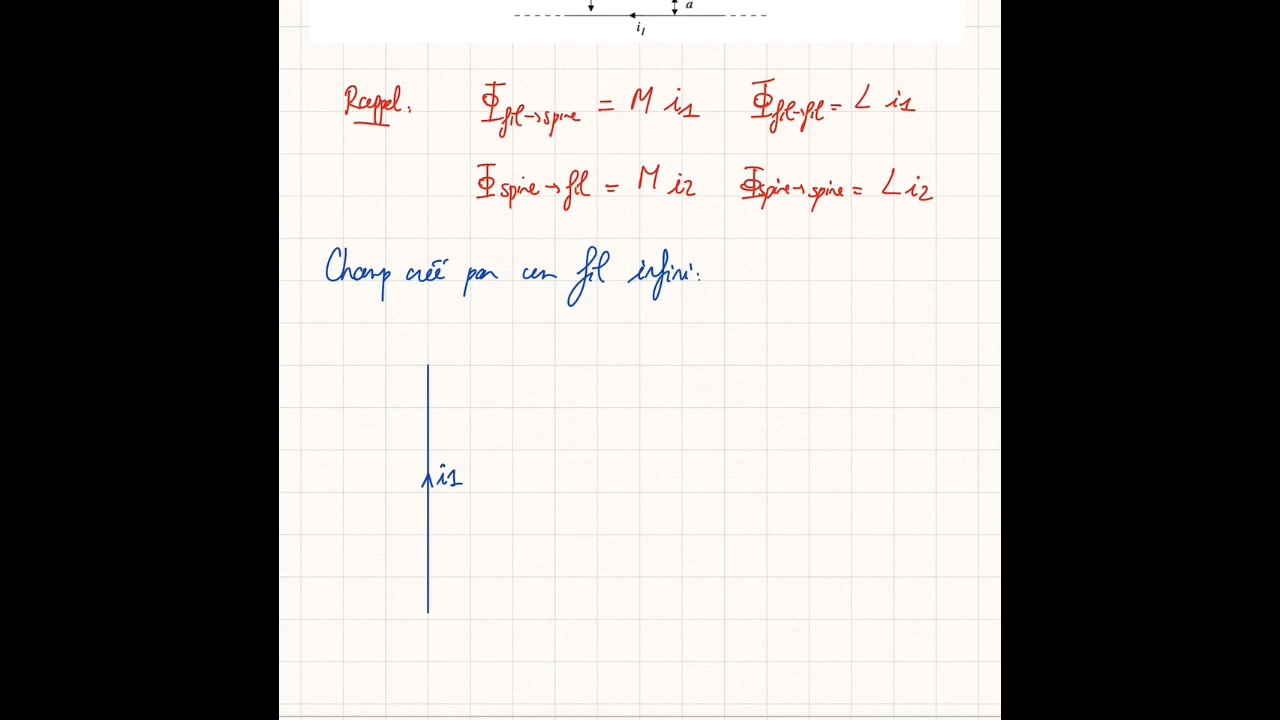 a
i₁
Rappel: Φfil→spire = M i1 Φfil→fil = L i1
Φspire→fil = M i2 Φspire→spire = L i2
Champ créé par un fil infini:
i1